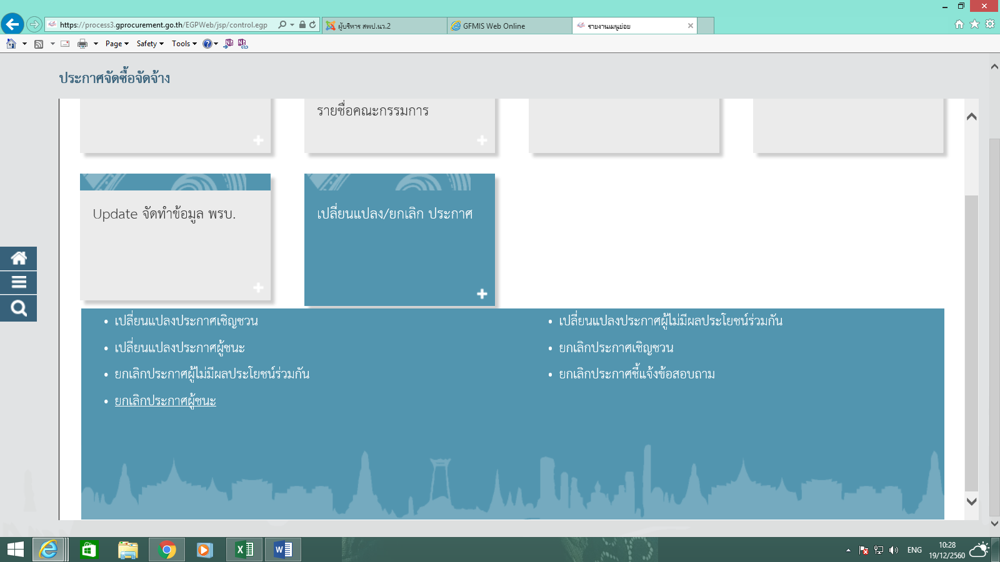 https://process3.gprocurement.go.th/EGPWeb/jsp/control.egp
ผู้บริหาร สพป.นว.2
GFMIS Web Online
รายงานเมนูย่อย
Page
Safety
Tools
ประกาศจัดซื้อจัดจ้าง
รายชื่อคณะกรรมการ
Update จัดทำข้อมูล พรบ.
เปลี่ยนแปลง/ยกเลิก ประกาศ
• เปลี่ยนแปลงประกาศเชิญชวน
• เปลี่ยนแปลงประกาศผู้ไม่มีผลประโยชน์ร่วมกัน
• เปลี่ยนแปลงประกาศผู้ชนะ
• ยกเลิกประกาศเชิญชวน
• ยกเลิกประกาศผู้ไม่มีผลประโยชน์ร่วมกัน
• ยกเลิกประกาศชี้แจ้งข้อสอบถาม
• ยกเลิกประกาศผู้ชนะ
ENG
10:28
19/12/2560